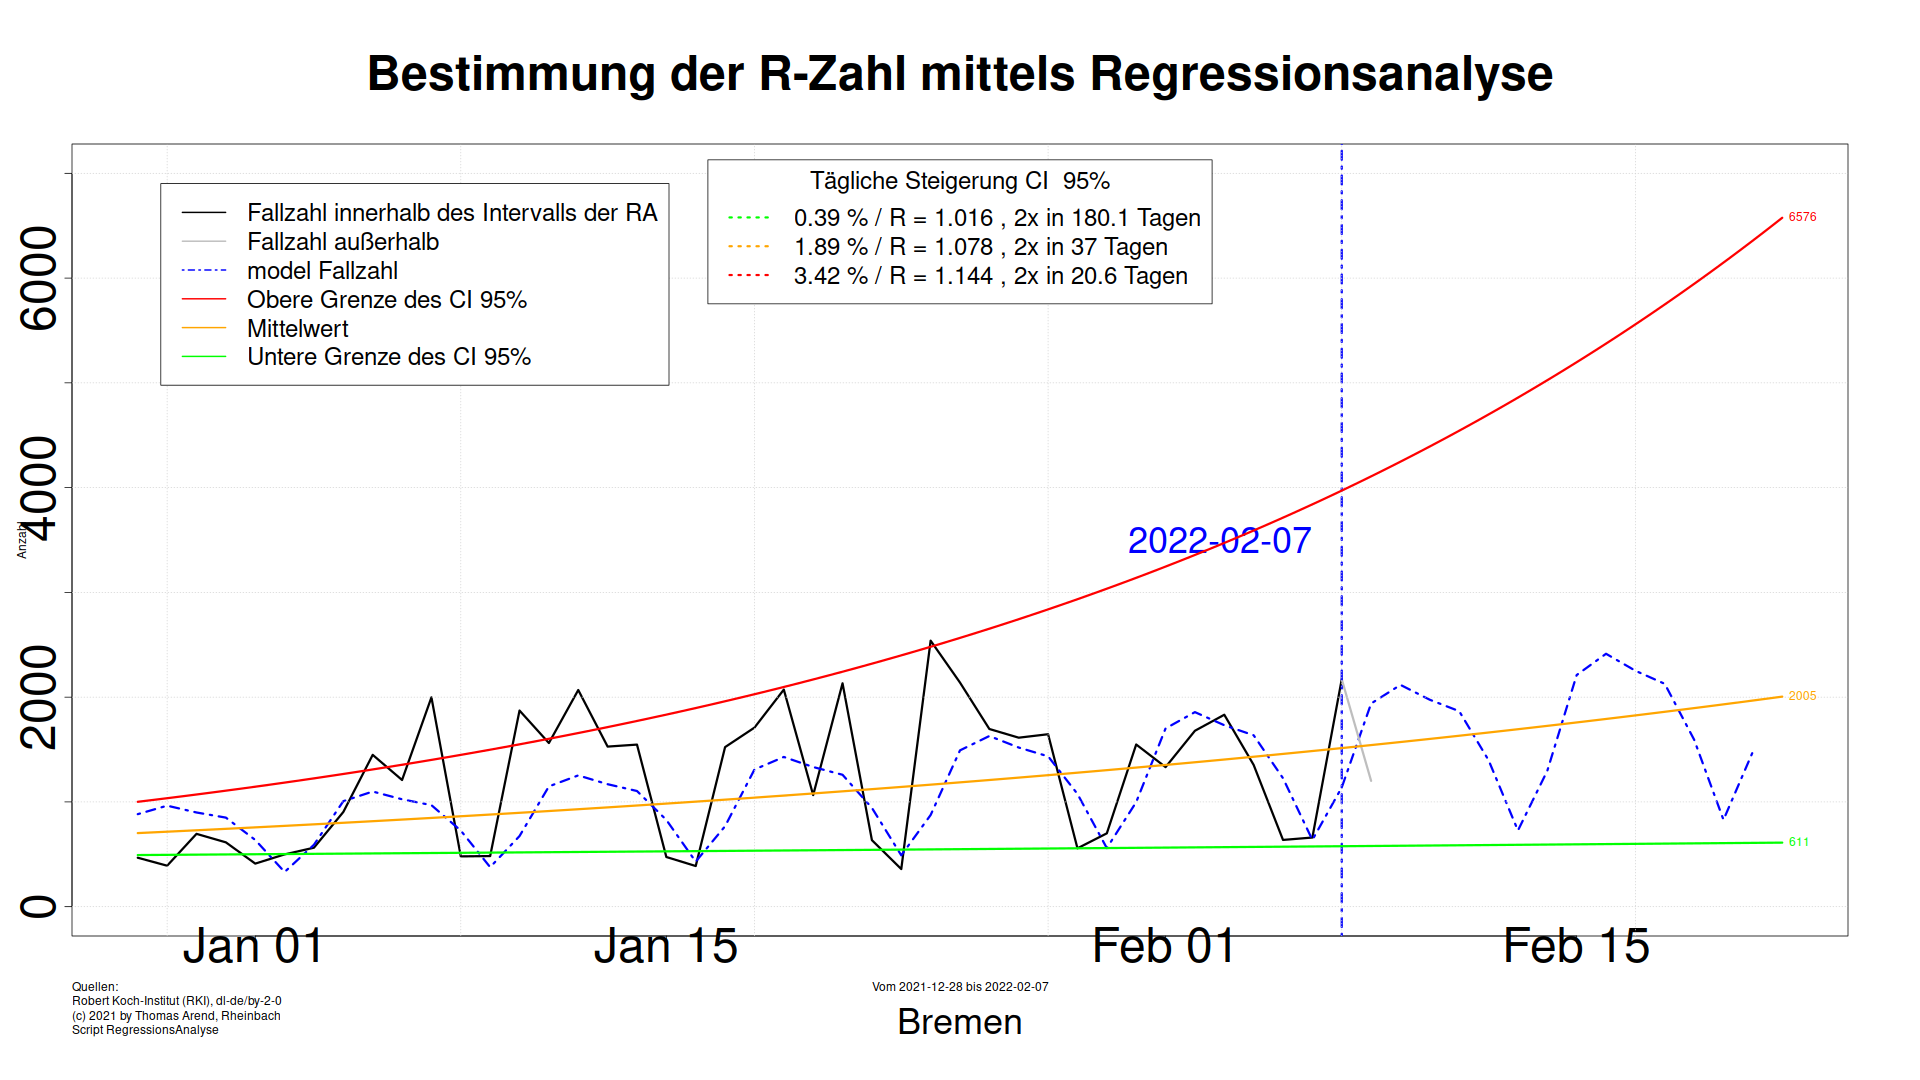 Bestimmung der R-Zahl mittels Regressionsanalyse
Fallzahl innerhalb des Intervalls der RA
Fallzahl außerhalb
model Fallzahl
Obere Grenze des CI 95%
Mittelwert
Untere Grenze des CI 95%
Tägliche Steigerung CI  95%
0.39 % / R = 1.016 , 2x in 180.1 Tagen
1.89 % / R = 1.078 , 2x in 37 Tagen
3.42 % / R = 1.144 , 2x in 20.6 Tagen
6576
6000
4000
Anzahl
2022-02-07
2000
2005
611
0
Jan 01
Jan 15
Feb 01
Feb 15
Quellen:
Robert Koch-Institut (RKI), dl-de/by-2-0
(c) 2021 by Thomas Arend, Rheinbach
Script RegressionsAnalyse
Vom 2021-12-28 bis 2022-02-07
Bremen